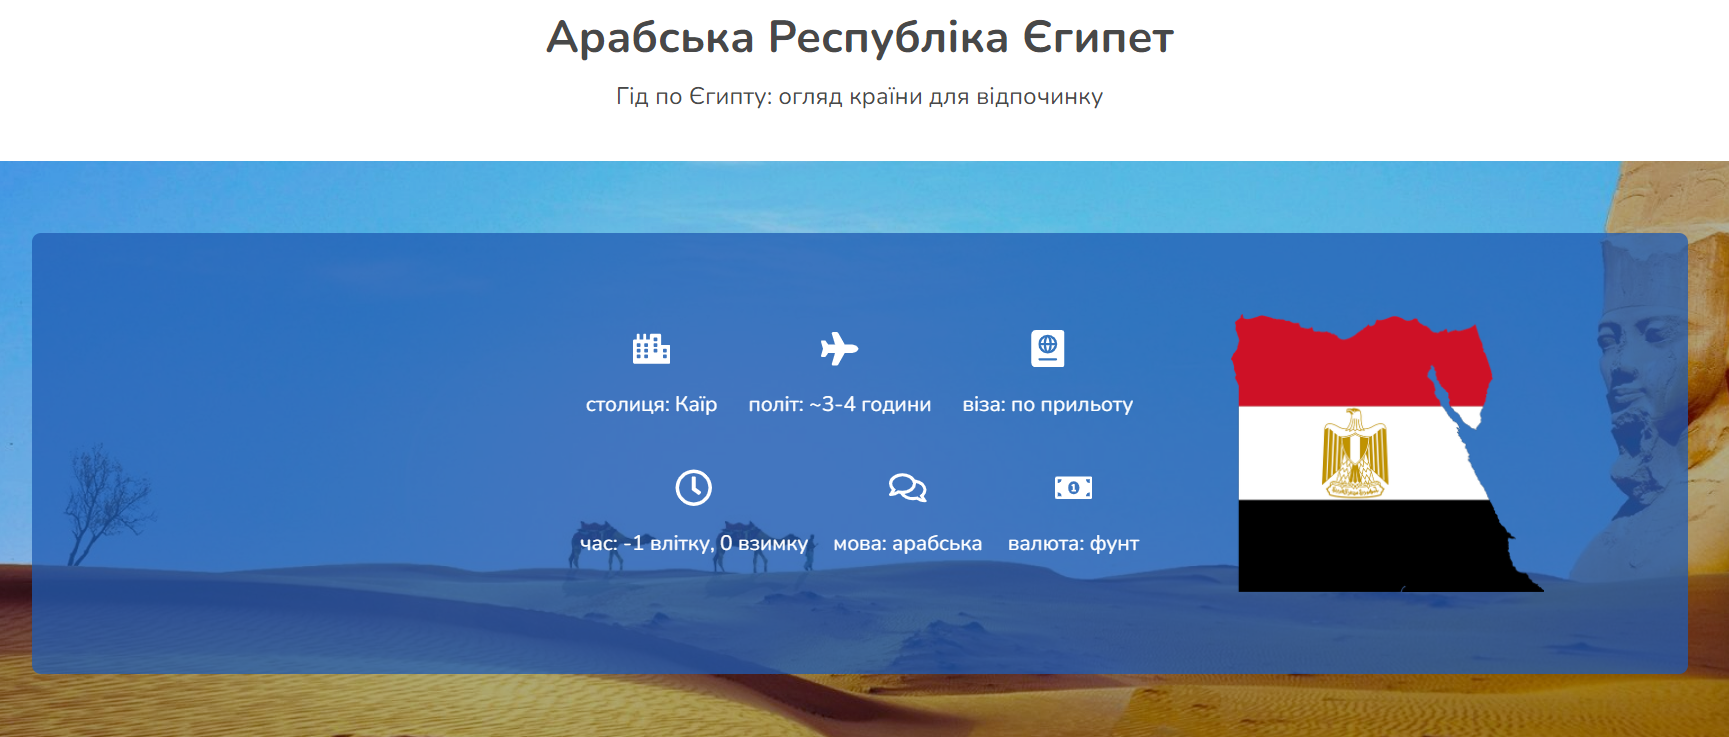 Арабська Республіка Єгипет
Гід по Єгипту: огляд країни для відпочинку
столиця: Каїр
політ: ~3-4 години
віза: по прильоту
час: -1 влітку, 0 взимку
мова: арабська
валюта: фунт